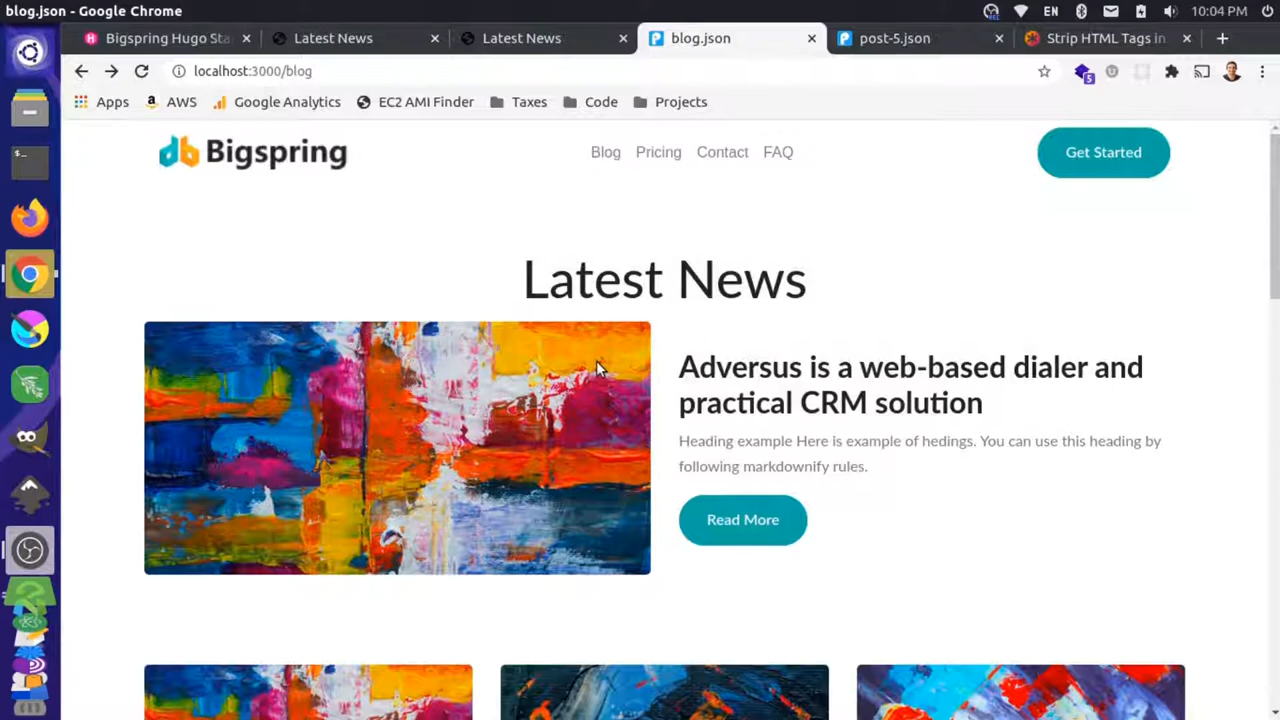 blog.json - Google Chrome
EN
10:04 PM
Bigspring Hugo Sta
Latest News
Latest News
blog.json
post-5.json
Strip HTML Tags in
localhost:3000/blog
5
Apps
AWS
Google Analytics
EC2 AMI Finder
Taxes
Code
Projects
Bigspring
Blog
Pricing
Contact
FAQ
Get Started
Latest News
Adversus is a web-based dialer and
practical CRM solution
Heading example Here is example of hedings. You can use this heading by
following markdownify rules.
Read More